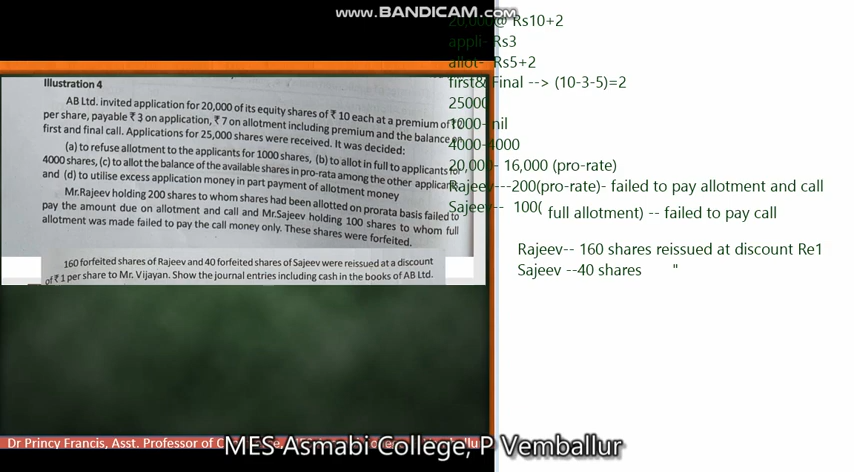 www.BANDICAM.com
20,000@ Rs10+2
appli- Rs3
allot- Rs5+2
first& Final --> (10-3-5)=2
25000
1000- nil
4000-4000
20,000- 16,000 (pro-rate)
Rajeev---200(pro-rate)- failed to pay allotment and call
Sajeev-- 100( full allotment) -- failed to pay call
Rajeev-- 160 shares reissued at discount Re1
Sajeev --40 shares "
Illustration 4
AB Ltd. invited application for 20,000 of its equity shares of ₹ 10 each at a premium of ₹2
per share, payable ₹ 3 on application, ₹ 7 on allotment including premium and the balance on
first and final call. Applications for 25,000 shares were received. It was decided:
(a) to refuse allotment to the applicants for 1000 shares, (b) to allot in full to applicants for
4000 shares, (c) to allot the balance of the available shares in pro-rata among the other applicants
and (d) to utilise excess application money in part payment of allotment money
Mr.Rajeev holding 200 shares to whom shares had been allotted on prorata basis failed to
pay the amount due on allotment and call and Mr.Sajeev holding 100 shares to whom full
allotment was made failed to pay the call money only. These shares were forfeited.
160 forfeited shares of Rajeev and 40 forfeited shares of Sajeev were reissued at a discount
of ₹ 1 per share to Mr. Vijayan. Show the journal entries including cash in the books of AB Ltd.
Dr Princy Francis, Asst. Professor of
MES Asmabi College, P Vemballur